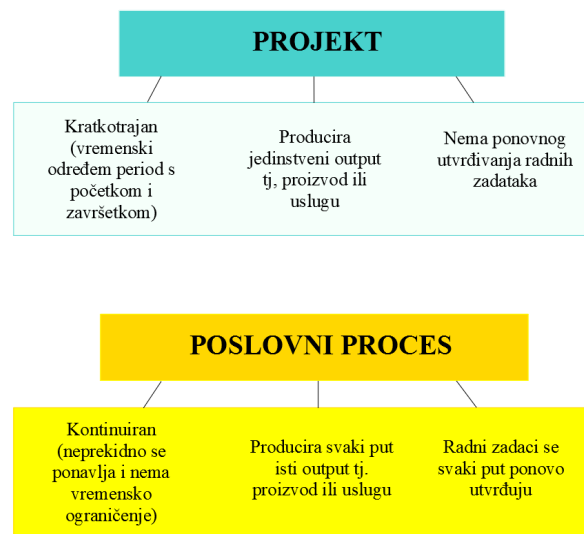 PROJEKT
Kratkotrajan
(vremenski
određem period s
početkom i
završetkom)
Producira
jedinstveni output
tj, proizvod ili
uslugu
Nema ponovnog
utvrđivanja radnih
zadataka
POSLOVNI PROCES
Kontinuiran
(neprekidno se
ponavlja i nema
vremensko
ograničenje)
Producira svaki put
isti output tj.
proizvod ili uslugu
Radni zadaci se
svaki put ponovo
utvrđuju